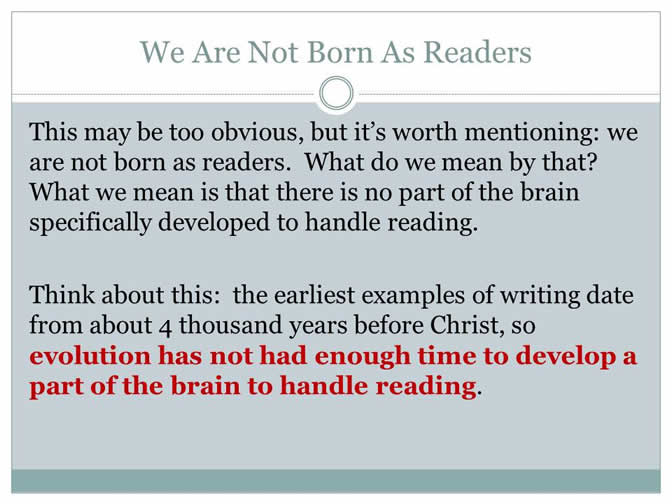 We Are Not Born As Readers
This may be too obvious, but it’s worth mentioning: we
are not born as readers.  What do we mean by that?
What we mean is that there is no part of the brain
specifically developed to handle reading.
Think about this:  the earliest examples of writing date
from about 4 thousand years before Christ, so
evolution has not had enough time to develop a
part of the brain to handle reading.